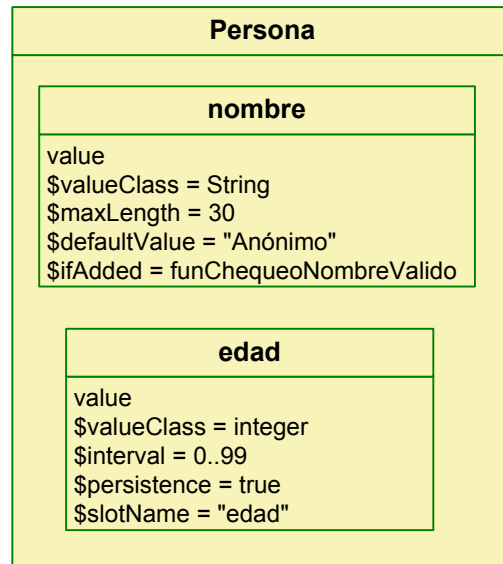 Persona
nombre
value
$valueClass = String
$maxLength = 30
$defaultValue = "Anónimo"
$ifAdded = funChequeoNombreValido
edad
value
$valueClass = integer
$interval = 0..99
$persistence = true
$slotName = "edad"